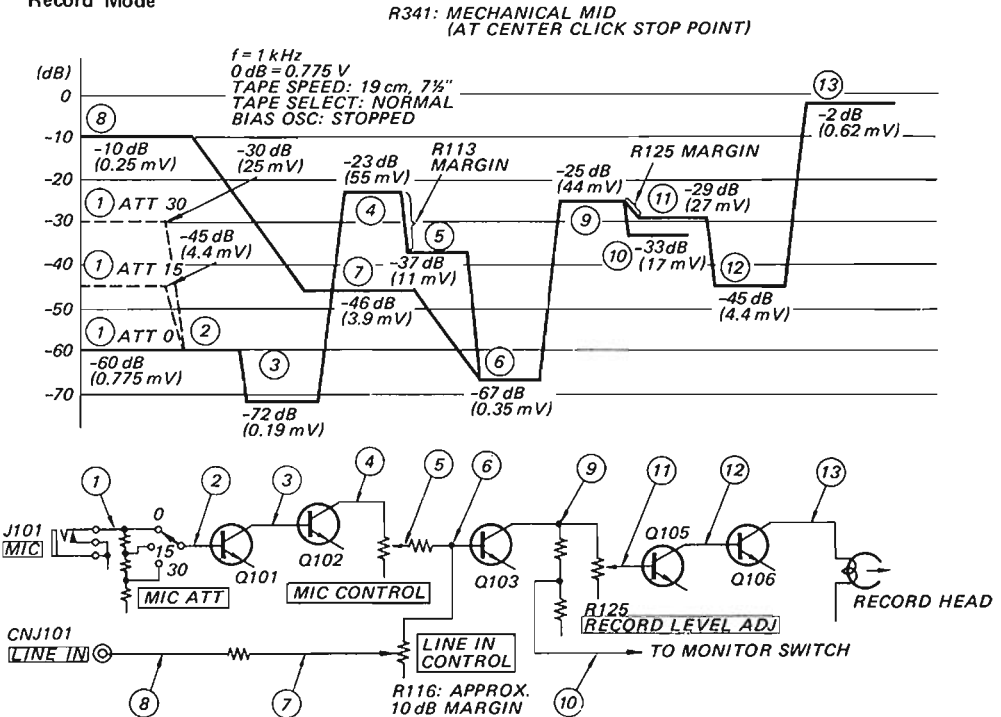 Record Mode
R341: MECHANICAL MID
(AT CENTER CLICK STOP POINT)
f = 1 kHz
0 dB = 0.775 V
TAPE SPEED: 19 cm, 7½"
TAPE SELECT: NORMAL
BIAS OSC: STOPPED
(dB)
0
-10
-20
-30
-40
-50
-60
-70
8
-10 dB
(0.25 mV)
-30 dB
(25 mV)
1 ATT 30
-45 dB
(4.4 mV)
1 ATT 15
1 ATT 0
2
-60 dB
(0.775 mV)
3
-72 dB
(0.19 mV)
-23 dB
(55 mV)
4
R113
MARGIN
5
-37 dB
(11 mV)
7
-46 dB
(3.9 mV)
6
-67 dB
(0.35 mV)
-25 dB
(44 mV)
9
R125 MARGIN
11
-29 dB
(27 mV)
10
-33 dB
(17 mV)
12
-45 dB
(4.4 mV)
13
-2 dB
(0.62 mV)
1
2
3
4
5
6
9
11
12
13
J101
MIC
0
15
30
MIC ATT
Q101
Q102
MIC CONTROL
Q103
R125
RECORD LEVEL ADJ
Q105
Q106
RECORD HEAD
CNJ101
LINE IN
LINE IN
CONTROL
TO MONITOR SWITCH
8
7
R116: APPROX.
10 dB MARGIN
10